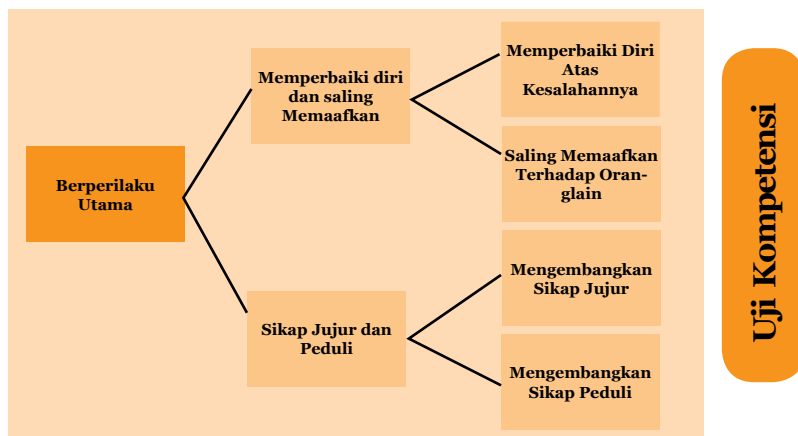 Berperilaku
Utama
Memperbaiki diri
dan saling
Memaafkan
Memperbaiki Diri
Atas
Kesalahannya
Saling Memaafkan
Terhadap Oran-
glain
Sikap Jujur dan
Peduli
Mengembangkan
Sikap Jujur
Mengembangkan
Sikap Peduli
Uji Kompetensi